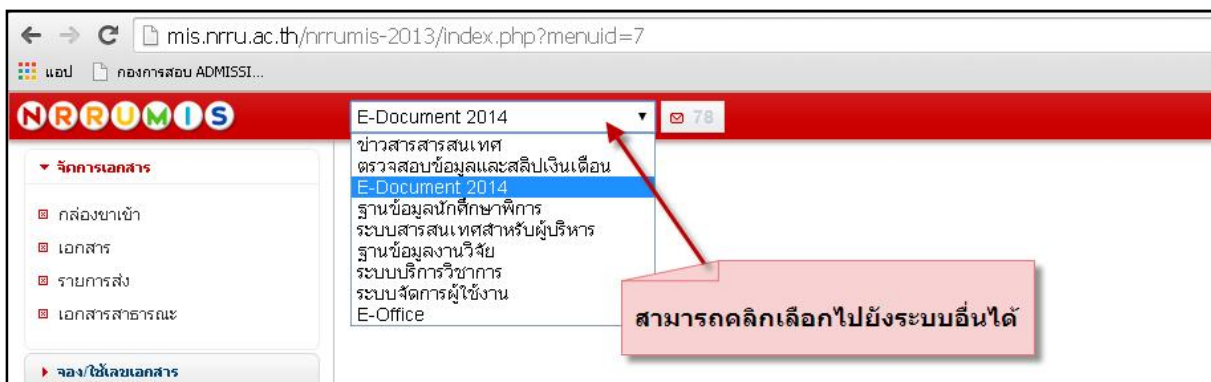 mis.nrru.ac.th/nrrumis-2013/index.php?menuid=7
แอป กองการสอบ ADMISSI...
NRRUMIS
E-Document 2014
78
ข่าวสารสารสนเทศ
ตรวจสอบข้อมูลและสลิปเงินเดือน
E-Document 2014
ฐานข้อมูลนักศึกษาพิการ
ระบบสารสนเทศสำหรับผู้บริหาร
ฐานข้อมูลงานวิจัย
ระบบบริการวิชาการ
ระบบจัดการผู้ใช้งาน
E-Office
จัดการเอกสาร
กล่องขาเข้า
เอกสาร
รายการส่ง
เอกสารสาธารณะ
จอง/ใช้เลขเอกสาร
สามารถคลิกเลือกไปยังระบบอื่นได้